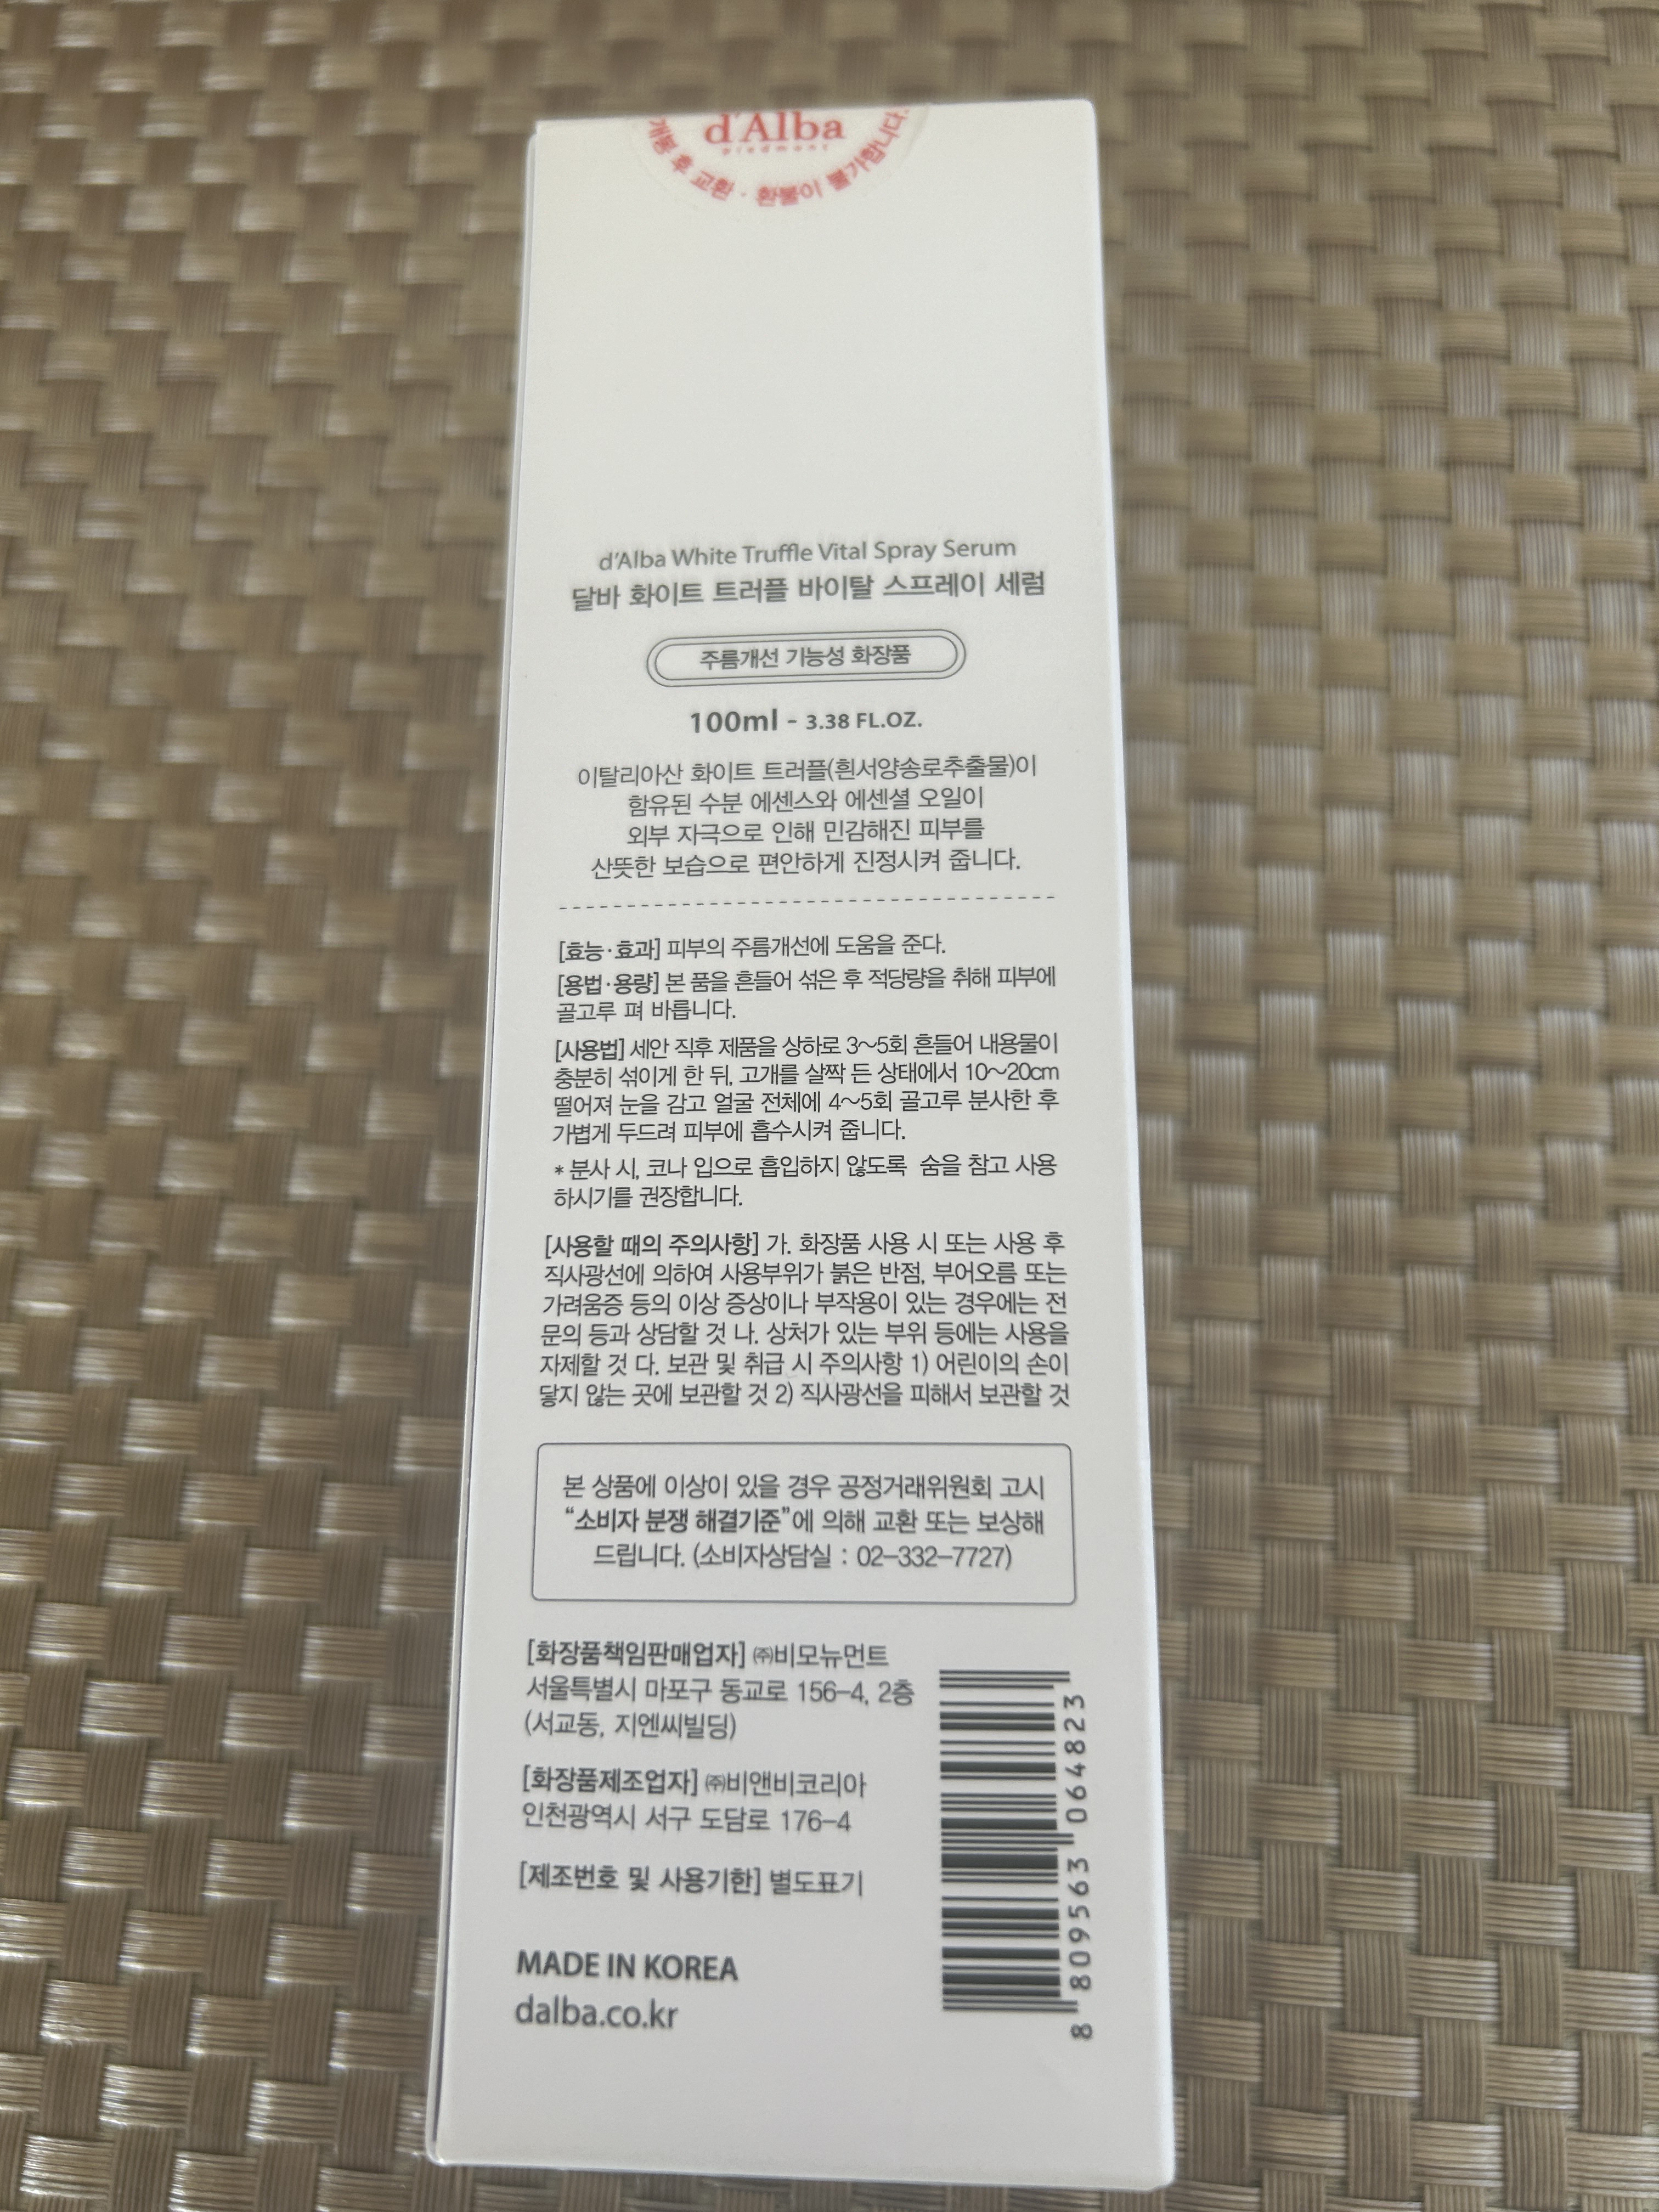 d'Alba
piedmont
개봉 후 교환 · 환불이 불가합니다.
d'Alba White Truffle Vital Spray Serum
달바 화이트 트러플 바이탈 스프레이 세럼
주름개선 기능성 화장품
100ml - 3.38 FL.OZ.
이탈리아산 화이트 트러플(흰서양송로추출물)이
함유된 수분 에센스와 에센셜 오일이
외부 자극으로 인해 민감해진 피부를
산뜻한 보습으로 편안하게 진정시켜 줍니다.
[효능·효과] 피부의 주름개선에 도움을 준다.
[용법·용량] 본 품을 흔들어 섞은 후 적당량을 취해 피부에
골고루 펴 바릅니다.
[사용법] 세안 직후 제품을 상하로 3~5회 흔들어 내용물이
충분히 섞이게 한 뒤, 고개를 살짝 든 상태에서 10~20cm
떨어져 눈을 감고 얼굴 전체에 4~5회 골고루 분사한 후
가볍게 두드려 피부에 흡수시켜 줍니다.
* 분사 시, 코나 입으로 흡입하지 않도록 숨을 참고 사용
하시기를 권장합니다.
[사용할 때의 주의사항] 가. 화장품 사용 시 또는 사용 후
직사광선에 의하여 사용부위가 붉은 반점, 부어오름 또는
가려움증 등의 이상 증상이나 부작용이 있는 경우에는 전
문의 등과 상담할 것 나. 상처가 있는 부위 등에는 사용을
자제할 것 다. 보관 및 취급 시 주의사항 1) 어린이의 손이
닿지 않는 곳에 보관할 것 2) 직사광선을 피해서 보관할 것
본 상품에 이상이 있을 경우 공정거래위원회 고시
“소비자 분쟁 해결기준”에 의해 교환 또는 보상해
드립니다. (소비자상담실 : 02-332-7727)
[화장품책임판매업자] ㈜비모뉴먼트
서울특별시 마포구 동교로 156-4, 2층
(서교동, 지엔씨빌딩)
[화장품제조업자] ㈜비앤비코리아
인천광역시 서구 도담로 176-4
[제조번호 및 사용기한] 별도표기
MADE IN KOREA
dalba.co.kr
8 809563 064823